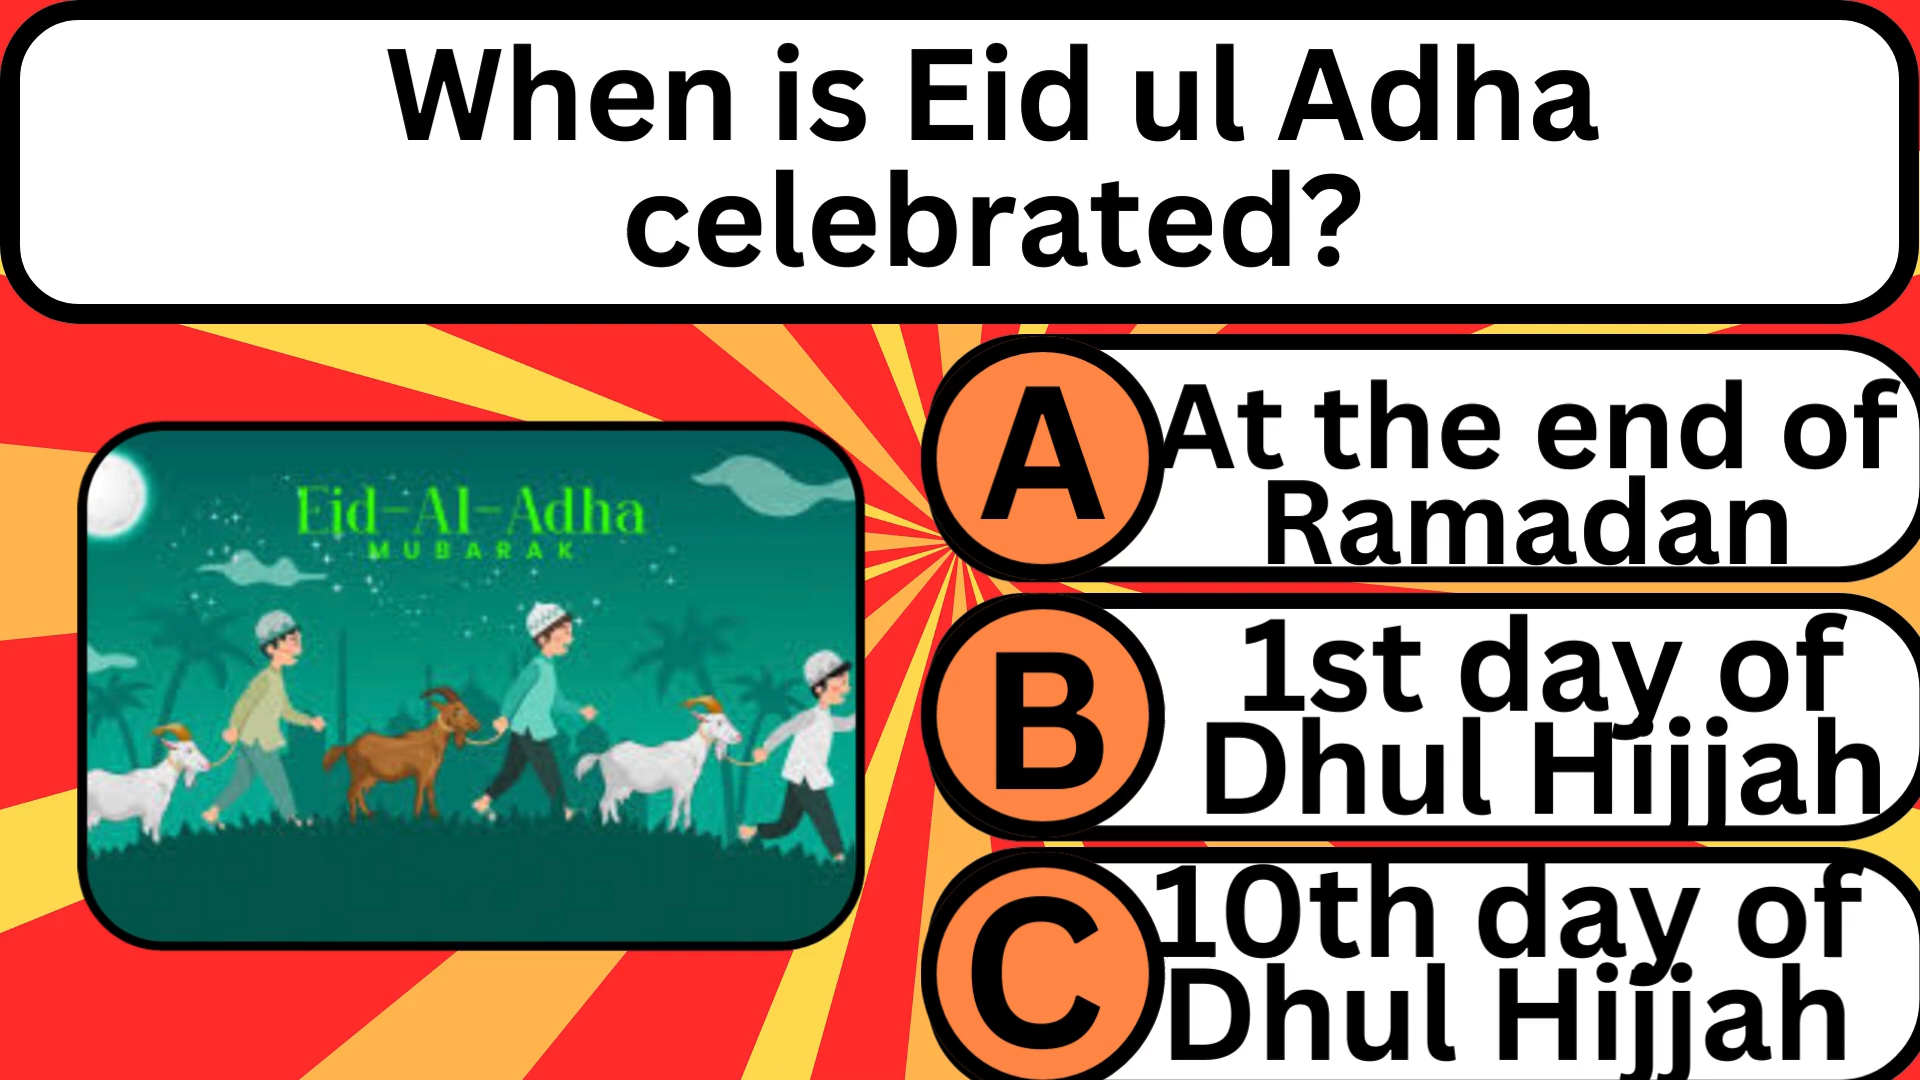 When is Eid ul Adha
celebrated?
Eid-Al-Adha
MUBARAK
A
At the end of
Ramadan
B
1st day of
Dhul Hijjah
C
10th day of
Dhul Hijjah